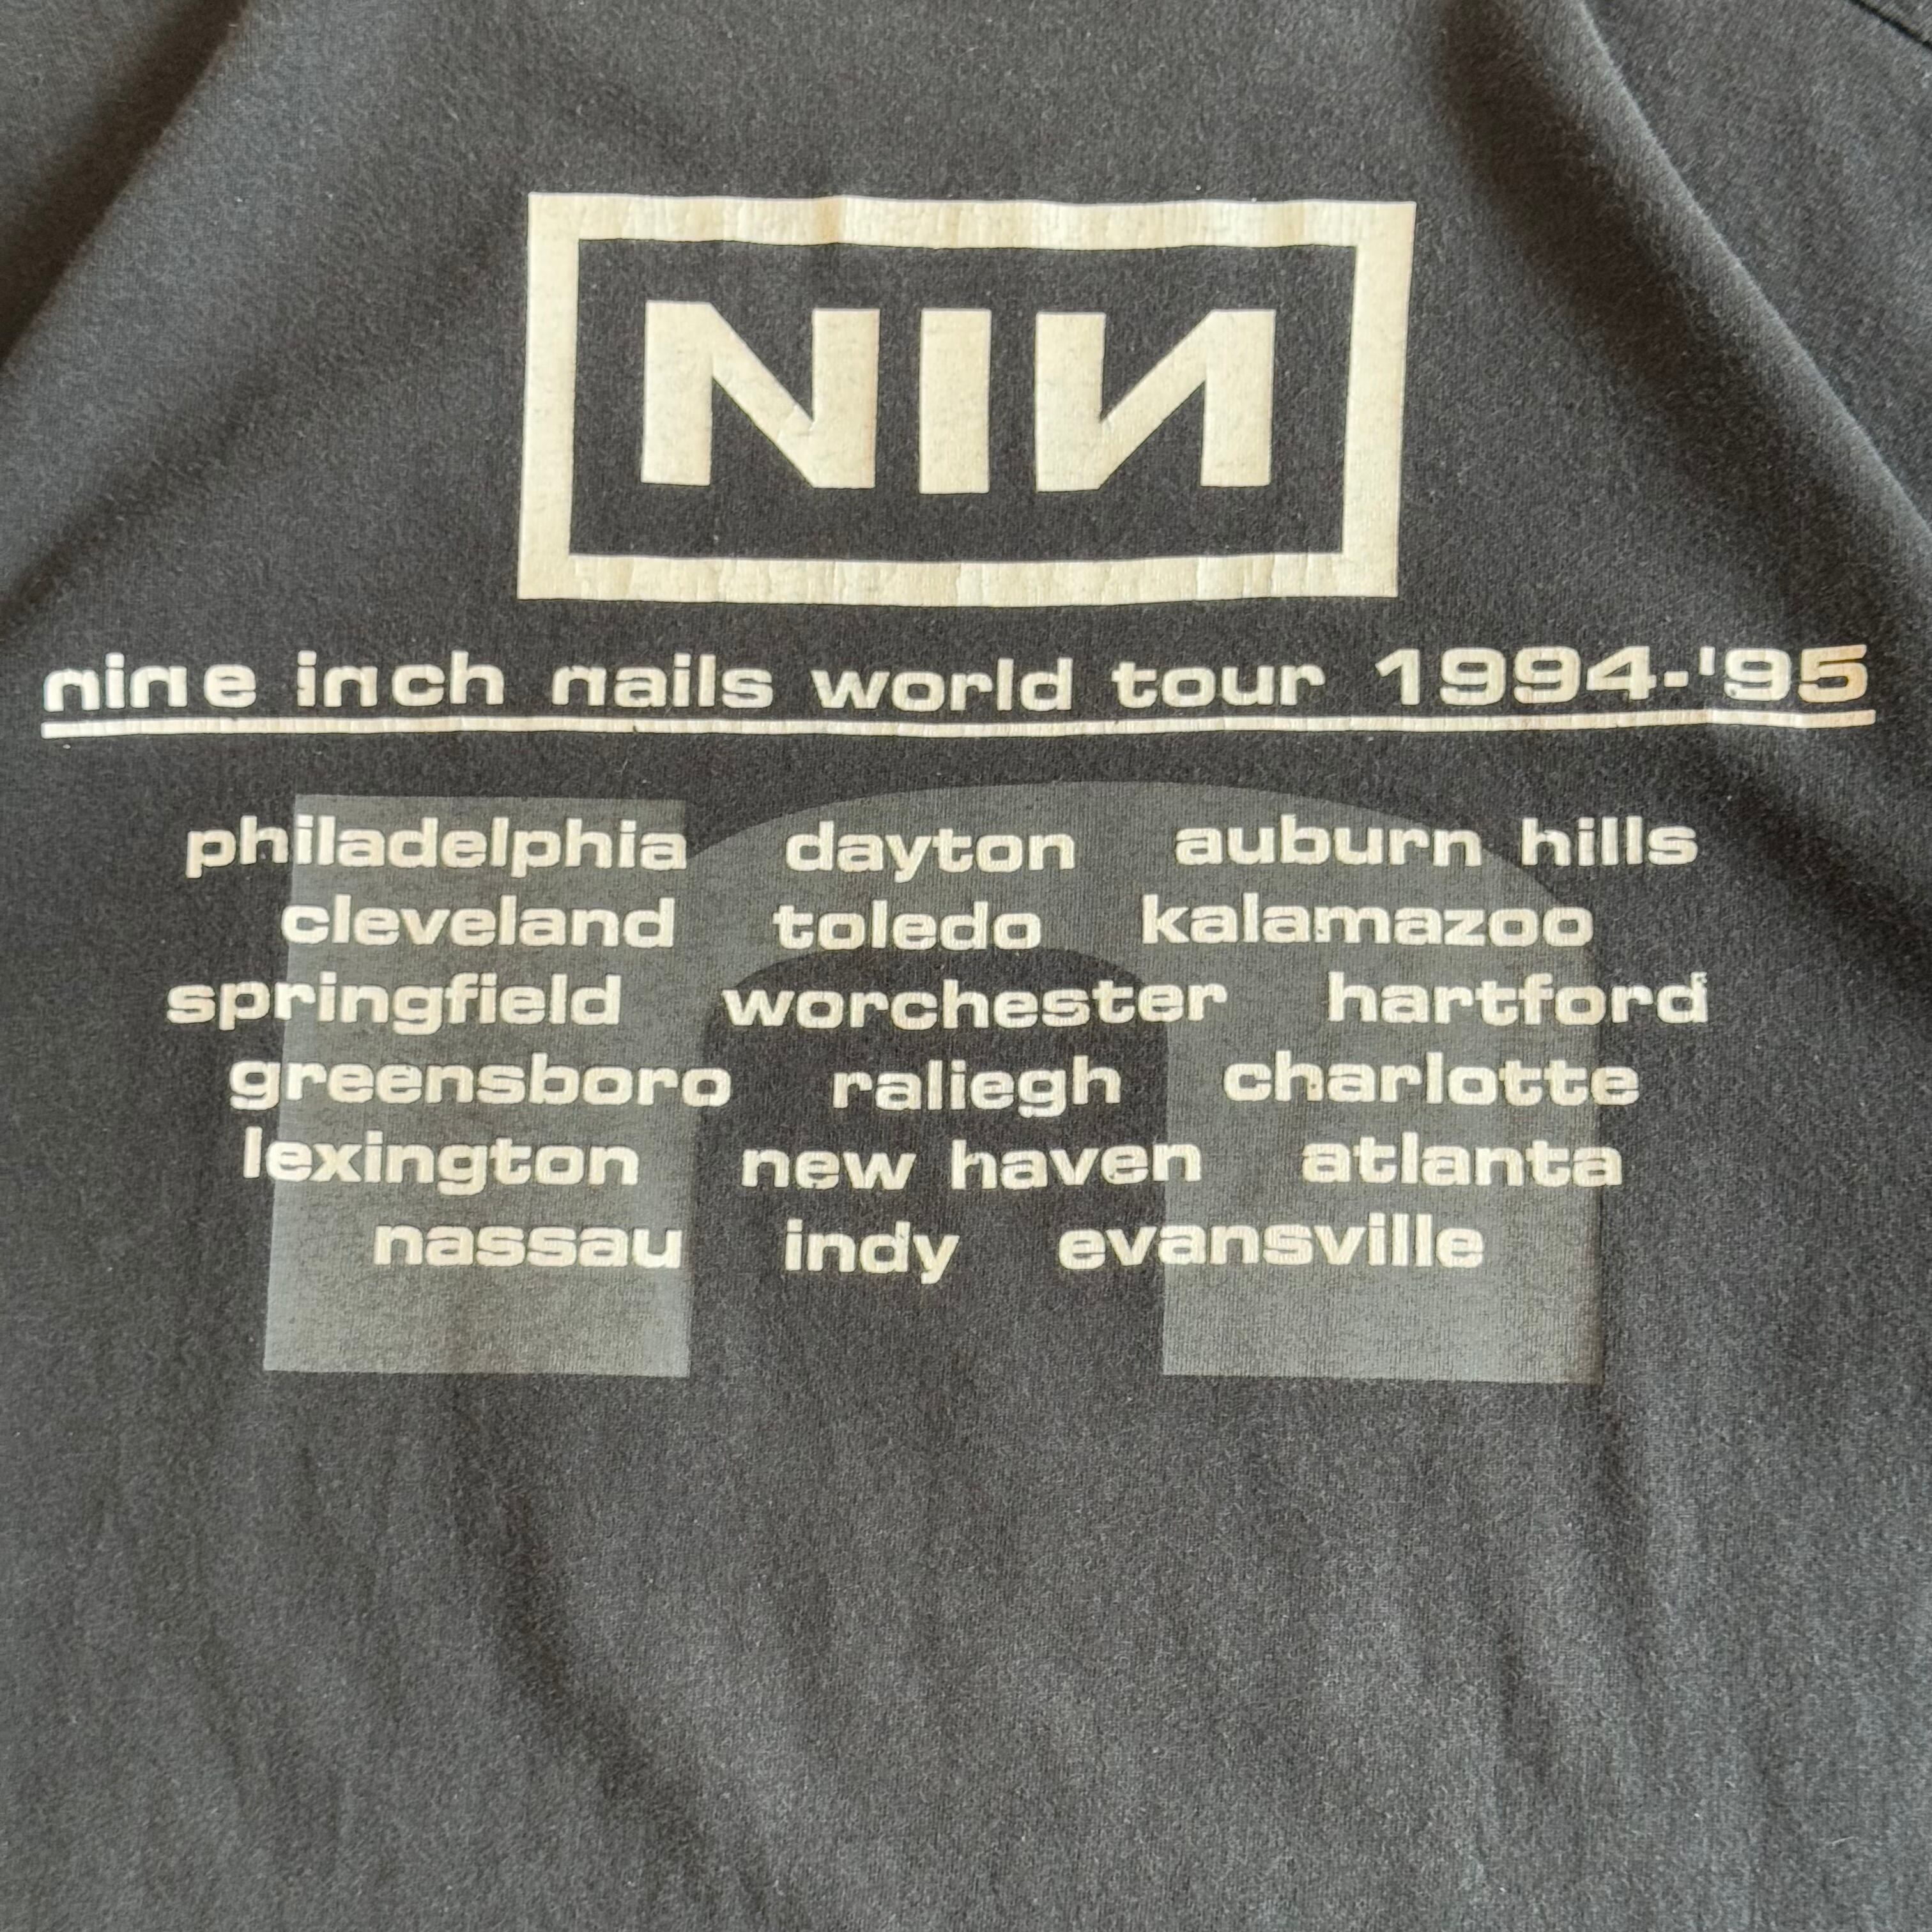 NIИ
nine inch nails world tour 1994-'95
philadelphia dayton auburn hills
cleveland toledo kalamazoo
springfield worchester hartford
greensboro raliegh charlotte
lexington new haven atlanta
nassau indy evansville